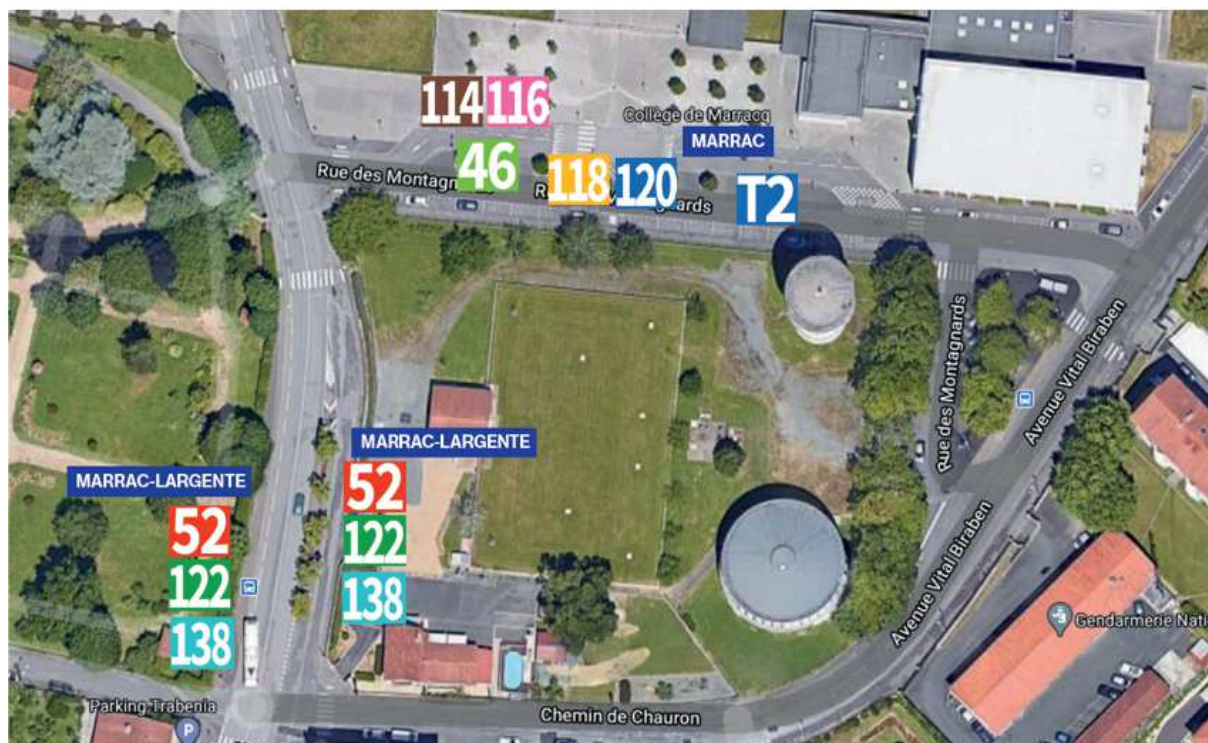 114 116
Collège de Marracq
MARRAC
Rue des Montagnards
46
118 120
T2
Rue des Montagnards
Avenue Vital Biraben
MARRAC-LARGENTE
52
122
138
MARRAC-LARGENTE
52
122
138
Avenue Vital Biraben
Gendarmerie Nati
Parking Trabenia
P
Chemin de Chauron